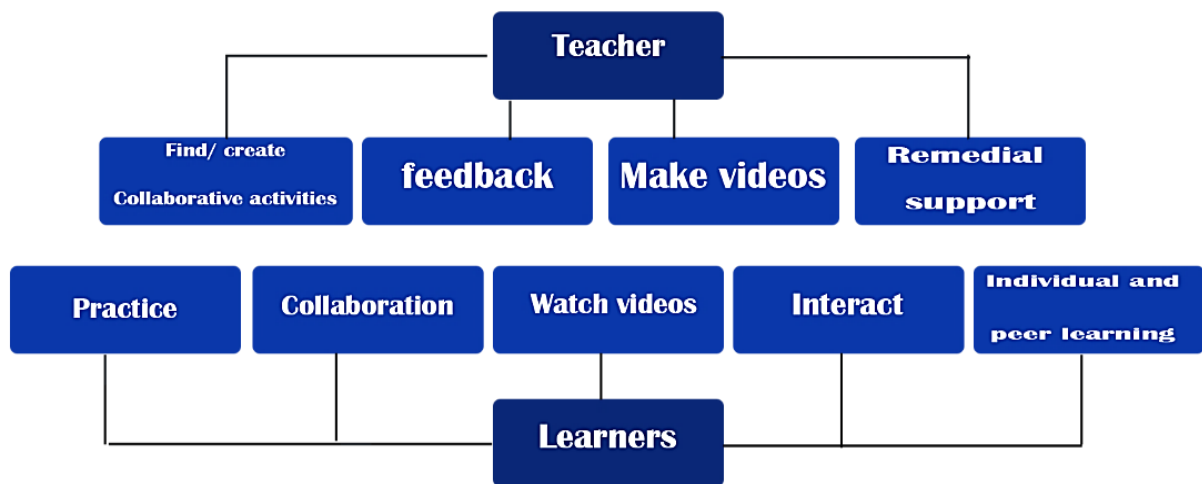 Teacher
Find/ create
Collaborative activities
feedback
Make videos
Remedial
support
Practice
Collaboration
Watch videos
Interact
Individual and
peer learning
Learners